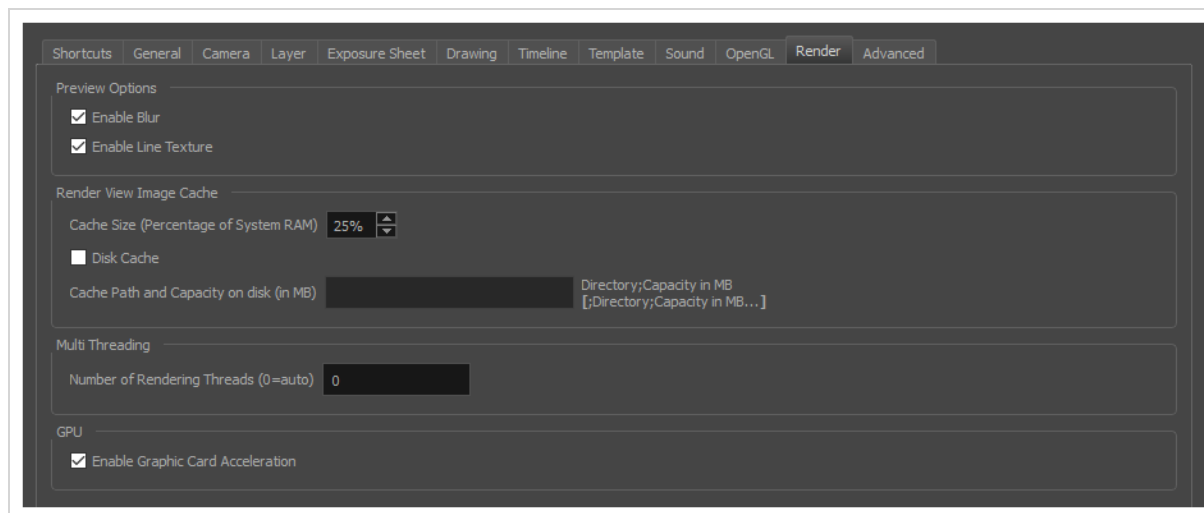 Shortcuts General Camera Layer Exposure Sheet Drawing Timeline Template Sound OpenGL Render Advanced
Preview Options
Enable Blur
Enable Line Texture
Render View Image Cache
Cache Size (Percentage of System RAM) 25%
Disk Cache
Cache Path and Capacity on disk (in MB) Directory;Capacity in MB
[;Directory;Capacity in MB...]
Multi Threading
Number of Rendering Threads (0=auto) 0
GPU
Enable Graphic Card Acceleration